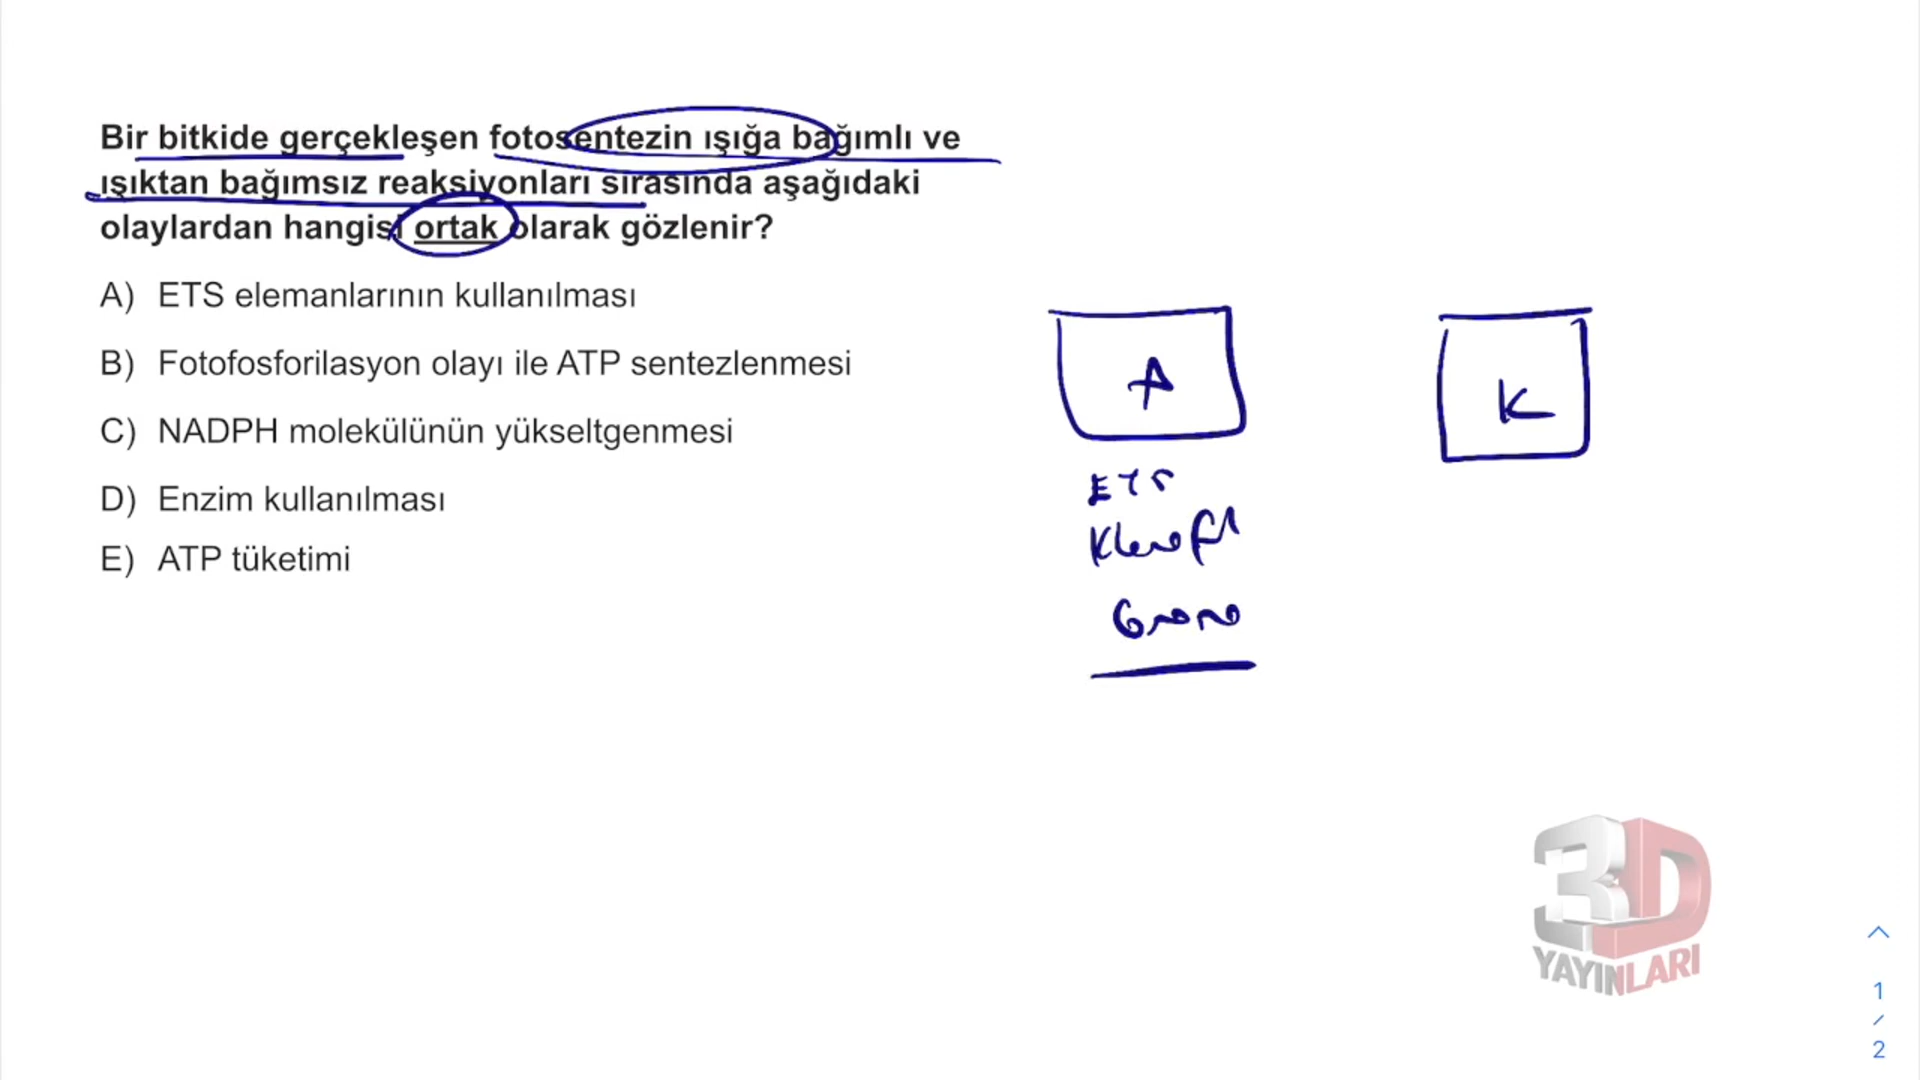 Bir bitkide gerçekleşen fotosentezin ışığa bağımlı ve
ışıktan bağımsız reaksiyonları sırasında aşağıdaki
olaylardan hangisi ortak olarak gözlenir?
A) ETS elemanlarının kullanılması
B) Fotofosforilasyon olayı ile ATP sentezlenmesi
C) NADPH molekülünün yükseltgenmesi
D) Enzim kullanılması
E) ATP tüketimi
A
K
ETS
Klorofil
Grana
3D
YAYINLARI
1
/
2